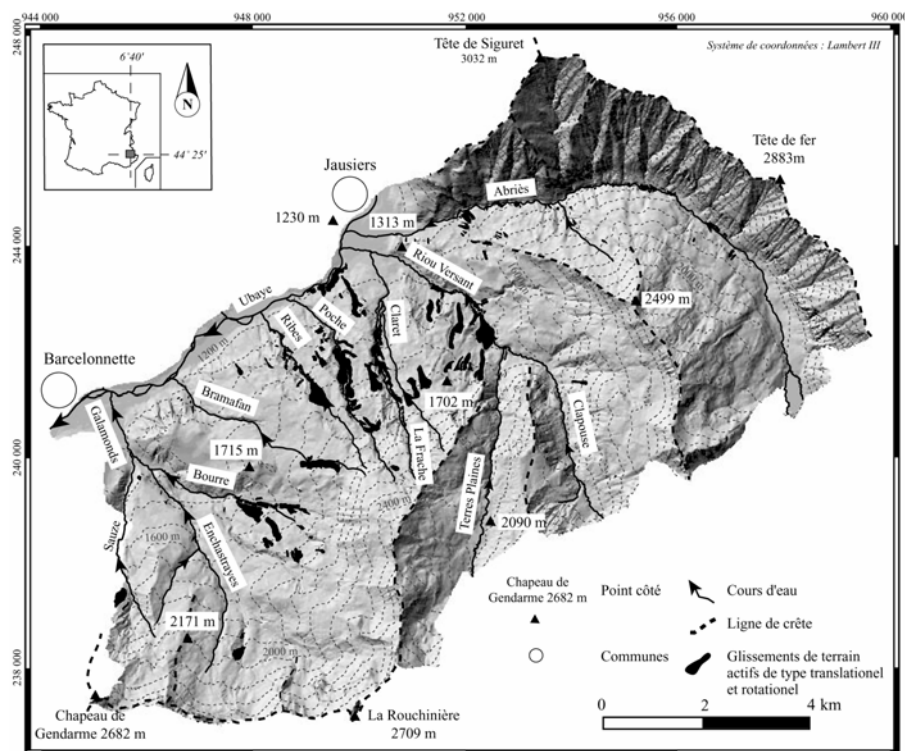 944 000
948 000
952 000
956 000
960 000
248 000
244 000
240 000
238 000
6°40'
44° 25'
N
Tête de Siguret
3032 m
Système de coordonnées : Lambert III
Tête de fer
2883m
Jausiers
1230 m
1313 m
Abriès
Riou Versant
2499 m
Ubaye
Poche
Ribes
Claret
1200 m
Barcelonnette
Bramafan
1702 m
Clapouse
Galamonds
1715 m
La Frache
Bourre
2400 m
Terres Plaines
2090 m
Sauze
1600 m
Enchastrayes
2171 m
2000 m
Chapeau de
Gendarme 2682 m
La Rouchinière
2709 m
Chapeau de
Gendarme 2682 m
Point côté
Cours d'eau
Ligne de crête
Communes
Glissements de terrain
actifs de type translationel
et rotationel
0 2 4 km